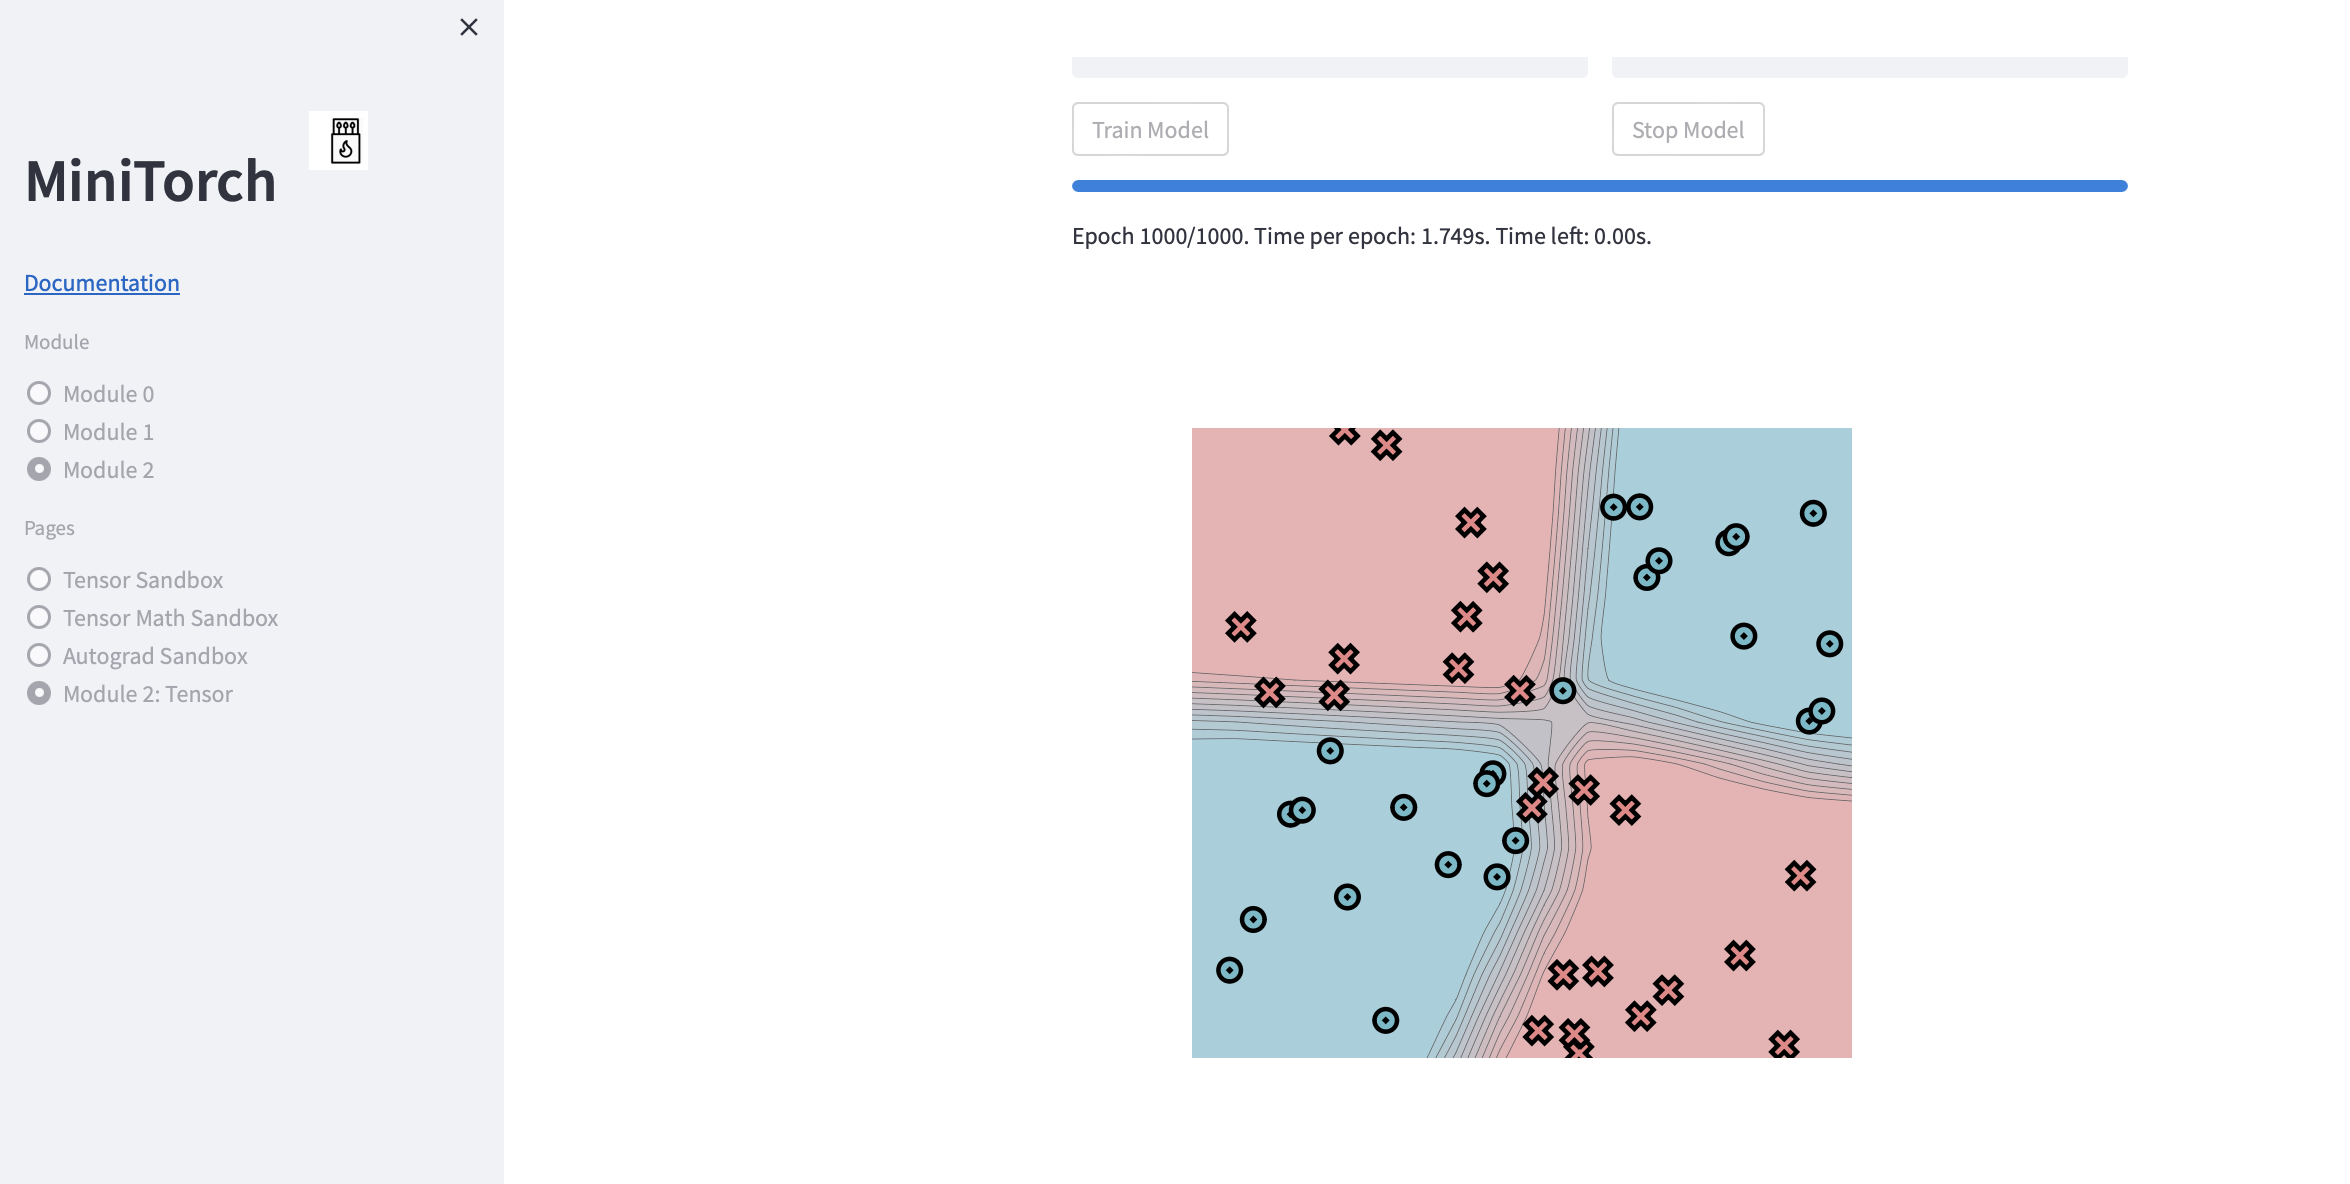 MiniTorch
Documentation
Module
Module 0
Module 1
Module 2
Pages
Tensor Sandbox
Tensor Math Sandbox
Autograd Sandbox
Module 2: Tensor
Train Model
Stop Model
Epoch 1000/1000. Time per epoch: 1.749s. Time left: 0.00s.